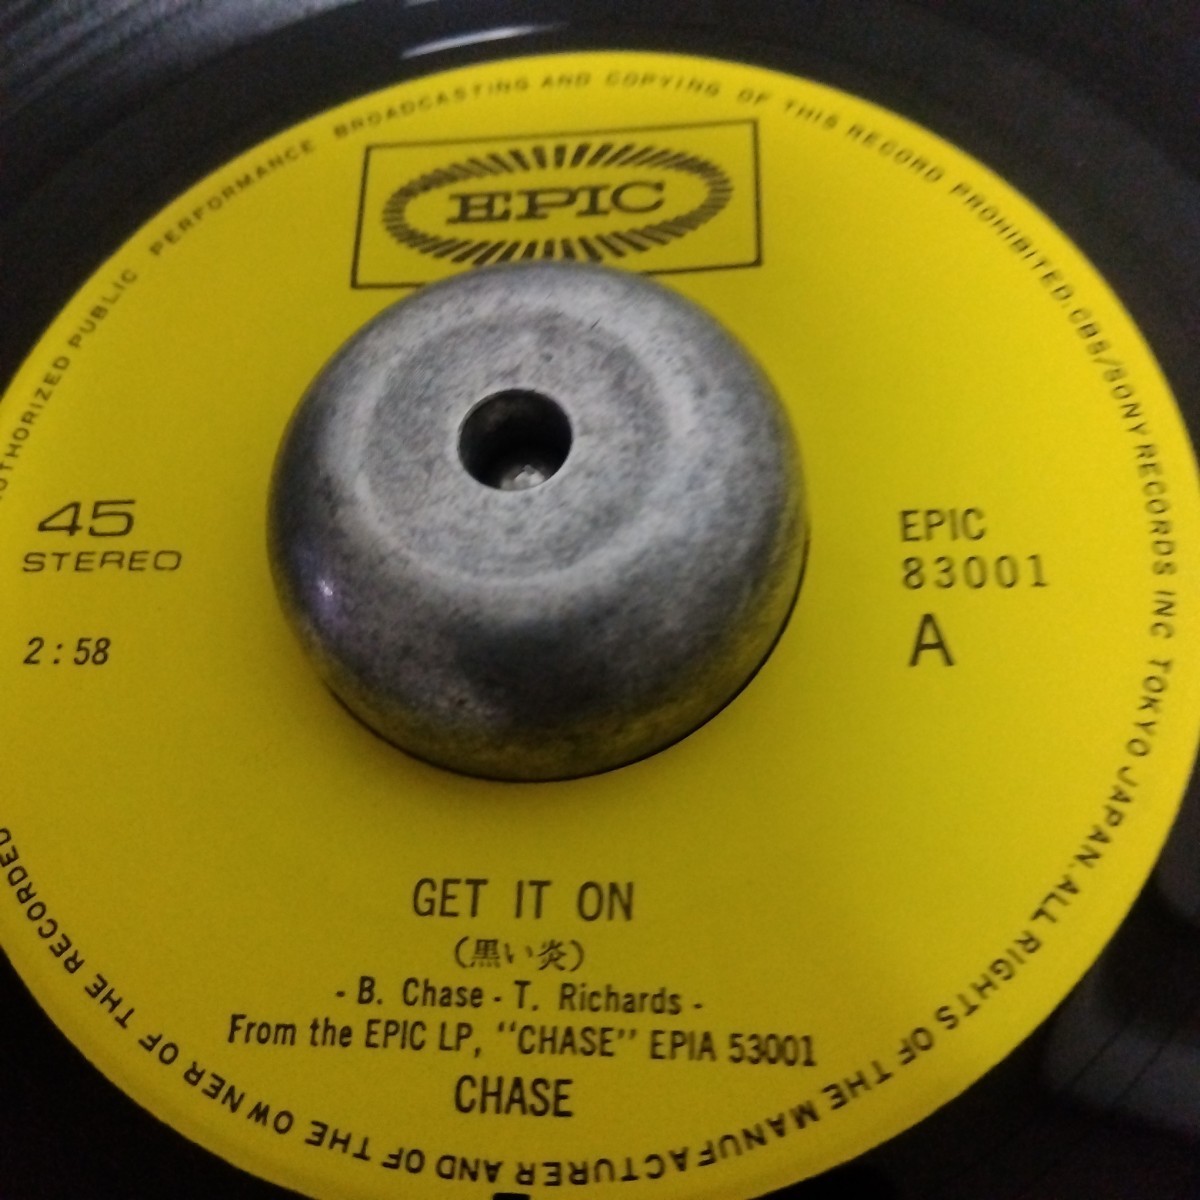 EPIC
45
STEREO
2:58
EPIC
83001
A
GET IT ON
(黒い炎)
- B. Chase - T. Richards -
From the EPIC LP, "CHASE" EPIA 53001
CHASE
PUBLIC PERFORMANCE BROADCASTING AND COPYING OF THIS RECORD PROHIBITED. CBS/SONY RECORDS INC TOKYO JAPAN. ALL RIGHTS OF THE MANUFACTURER AND OF THE OWNER OF THE RECORDED